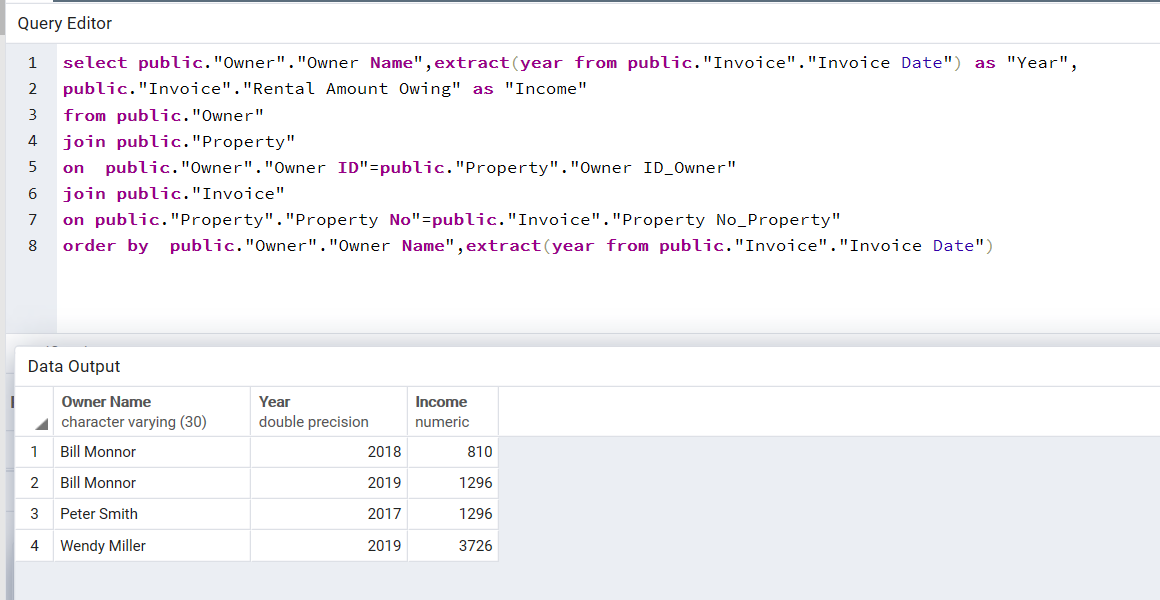 Query Editor
1 select public."Owner"."Owner Name",extract(year from public."Invoice"."Invoice Date") as "Year",
2 public."Invoice"."Rental Amount Owing" as "Income"
3 from public."Owner"
4 join public."Property"
5 on  public."Owner"."Owner ID"=public."Property"."Owner ID_Owner"
6 join public."Invoice"
7 on public."Property"."Property No"=public."Invoice"."Property No_Property"
8 order by  public."Owner"."Owner Name",extract(year from public."Invoice"."Invoice Date")
Data Output
Owner Name Year Income
character varying (30) double precision numeric
1 Bill Monnor 2018 810
2 Bill Monnor 2019 1296
3 Peter Smith 2017 1296
4 Wendy Miller 2019 3726